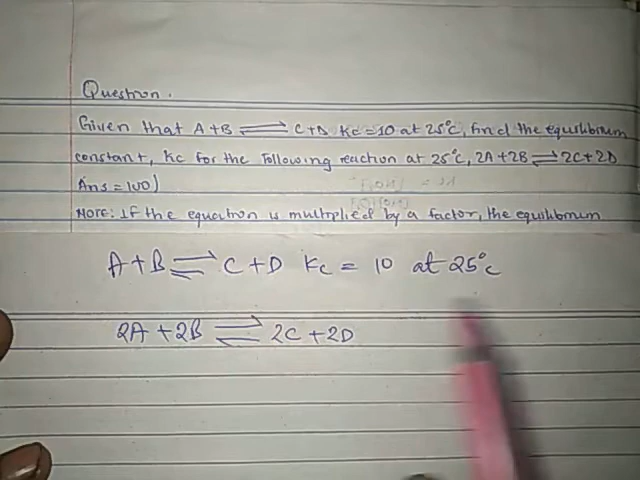 Question.
Given that A+B ⇌ C+D Kc=10 at 25°C, find the equilibrium
constant, Kc for the following reaction at 25°C, 2A+2B ⇌ 2C+2D
Ans = 100)
NOTE: If the equation is multiplied by a factor, the equilibrium
A+B ⇌ C+D Kc = 10 at 25°C
2A+2B ⇌ 2C+2D